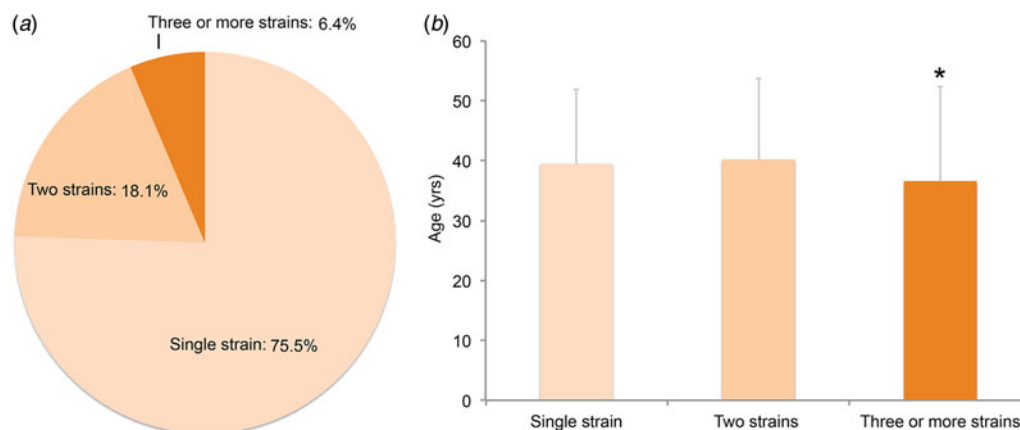 (a)
Three or more strains: 6.4%
Two strains: 18.1%
Single strain: 75.5%
(b)
60
50
40
30
20
10
0
Age (yrs)
*
Single strain
Two strains
Three or more strains